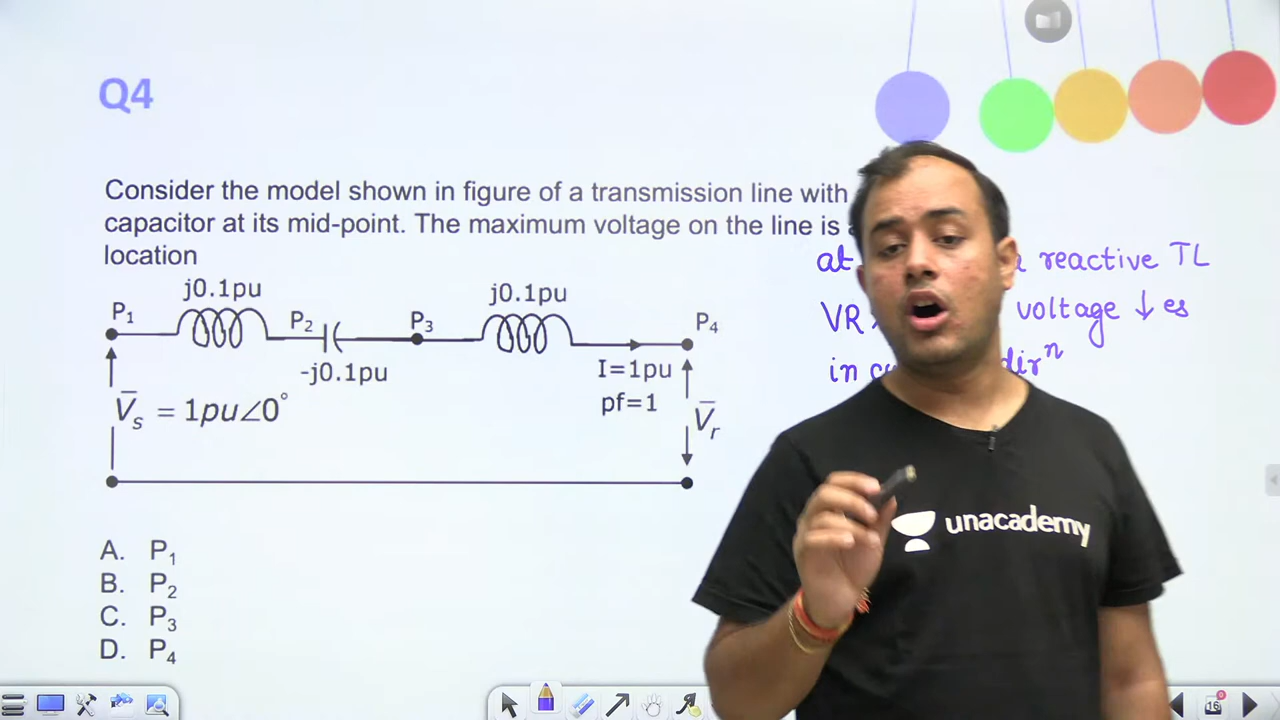 Q4
Consider the model shown in figure of a transmission line with
capacitor at its mid-point. The maximum voltage on the line is
location
at reactive TL
VR voltage ↓es
in dirⁿ
j0.1pu
j0.1pu
P₁
P₂
P₃
P₄
-j0.1pu
I=1pu
pf=1
V̅ₛ = 1pu∠0°
V̅ᵣ
A. P₁
B. P₂
C. P₃
D. P₄
unacademy
16